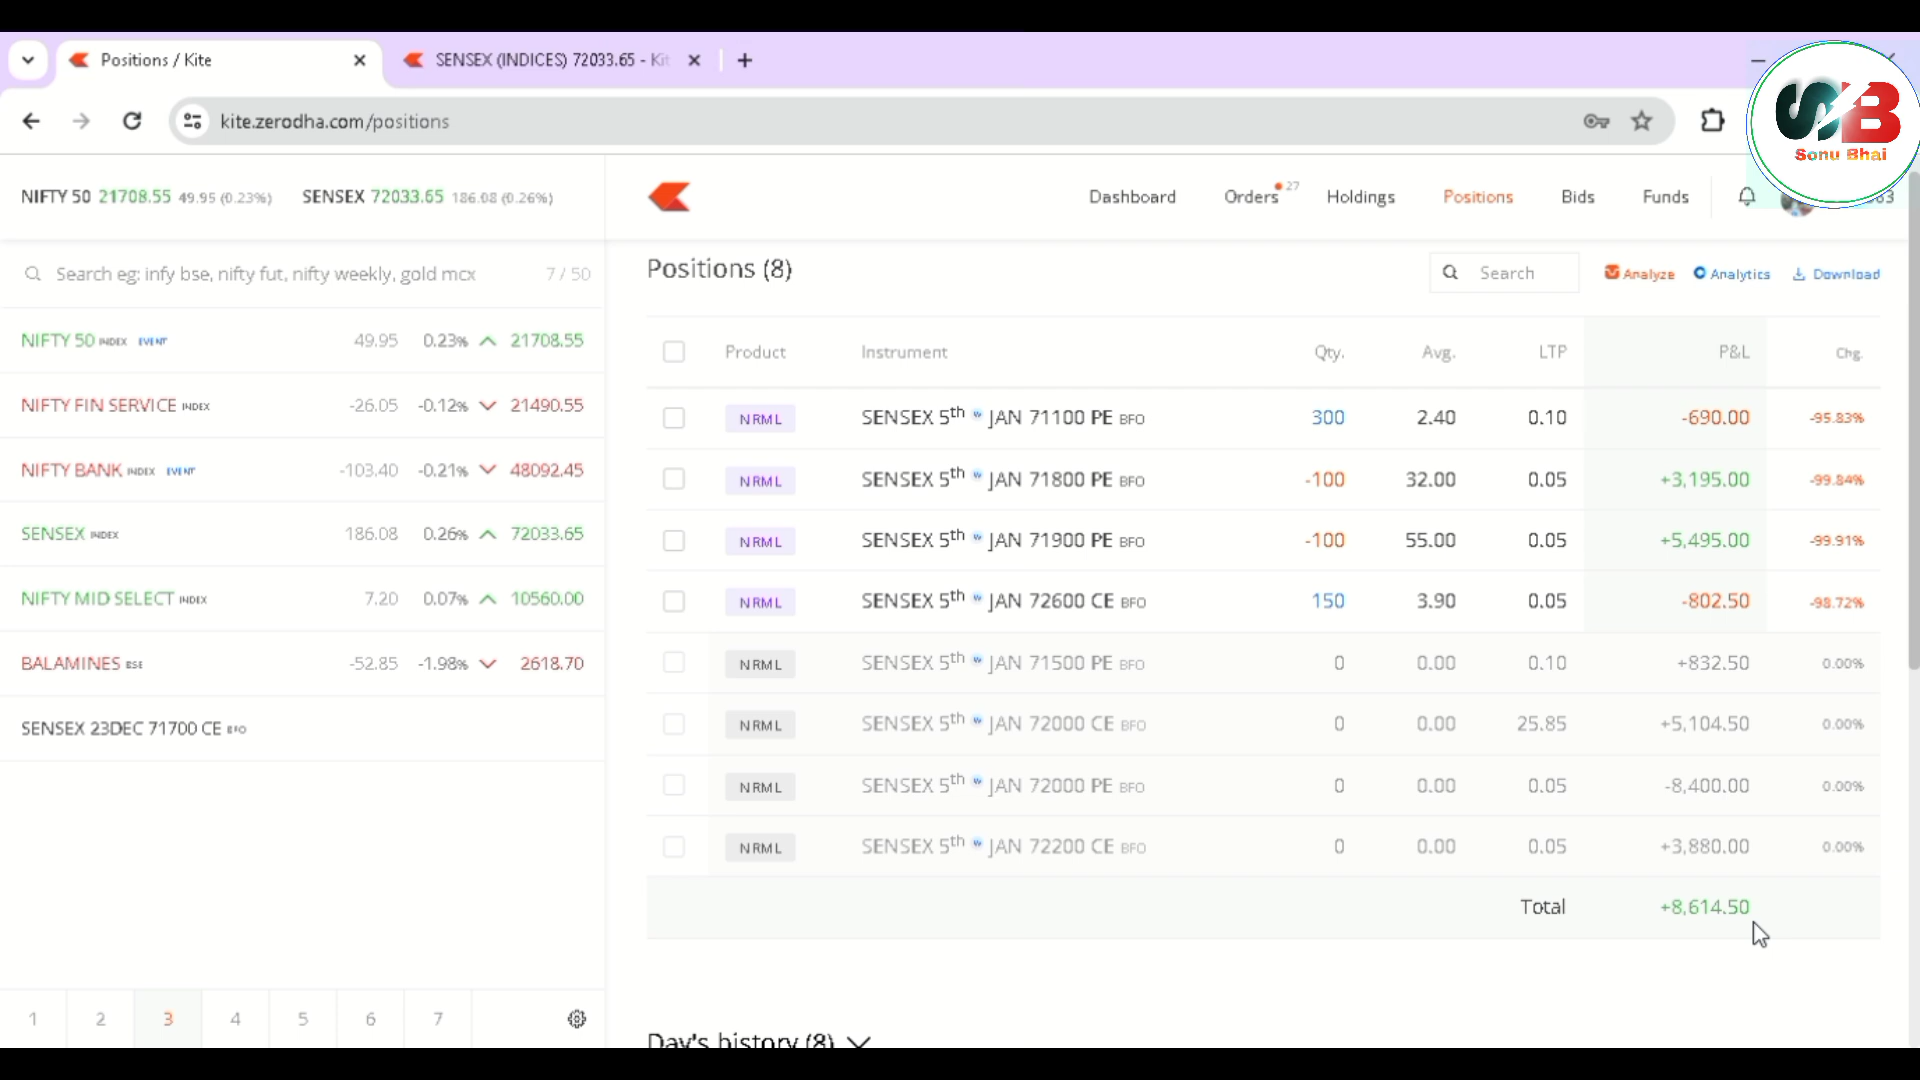 Positions / Kite
SENSEX (INDICES) 72033.65 - Kit
kite.zerodha.com/positions
SB
Sonu Bhai
NIFTY 50 21708.55 49.95 (0.23%) SENSEX 72033.65 186.08 (0.26%)
Dashboard Orders 27 Holdings Positions Bids Funds
Search eg: infy bse, nifty fut, nifty weekly, gold mcx 7 / 50
NIFTY 50 INDEX EVENT 49.95 0.23% 21708.55
NIFTY FIN SERVICE INDEX -26.05 -0.12% 21490.55
NIFTY BANK INDEX EVENT -103.40 -0.21% 48092.45
SENSEX INDEX 186.08 0.26% 72033.65
NIFTY MID SELECT INDEX 7.20 0.07% 10560.00
BALAMINES BSE -52.85 -1.98% 2618.70
SENSEX 23DEC 71700 CE BFO
1 2 3 4 5 6 7
Positions (8) Search Analyze Analytics Download
Product Instrument Qty. Avg. LTP P&L Chg.
NRML SENSEX 5th w JAN 71100 PE BFO 300 2.40 0.10 -690.00 -95.83%
NRML SENSEX 5th w JAN 71800 PE BFO -100 32.00 0.05 +3,195.00 -99.84%
NRML SENSEX 5th w JAN 71900 PE BFO -100 55.00 0.05 +5,495.00 -99.91%
NRML SENSEX 5th w JAN 72600 CE BFO 150 3.90 0.05 -802.50 -98.72%
NRML SENSEX 5th w JAN 71500 PE BFO 0 0.00 0.10 +832.50 0.00%
NRML SENSEX 5th w JAN 72000 CE BFO 0 0.00 25.85 +5,104.50 0.00%
NRML SENSEX 5th w JAN 72000 PE BFO 0 0.00 0.05 -8,400.00 0.00%
NRML SENSEX 5th w JAN 72200 CE BFO 0 0.00 0.05 +3,880.00 0.00%
Total +8,614.50
Day's history (8)